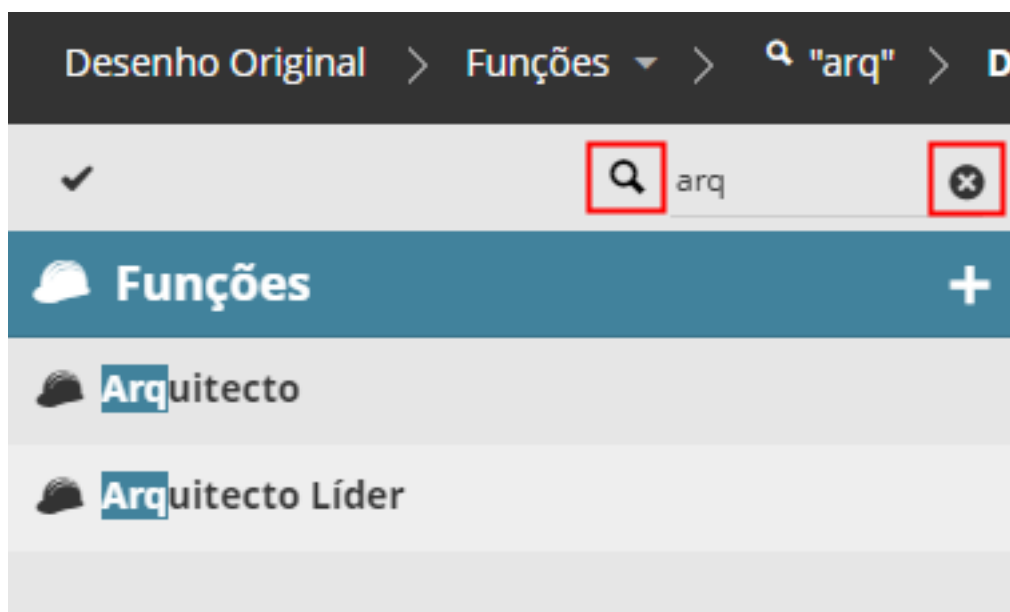 Desenho Original > Funções > "arq" > D
arq
Funções
Arquitecto
Arquitecto Líder